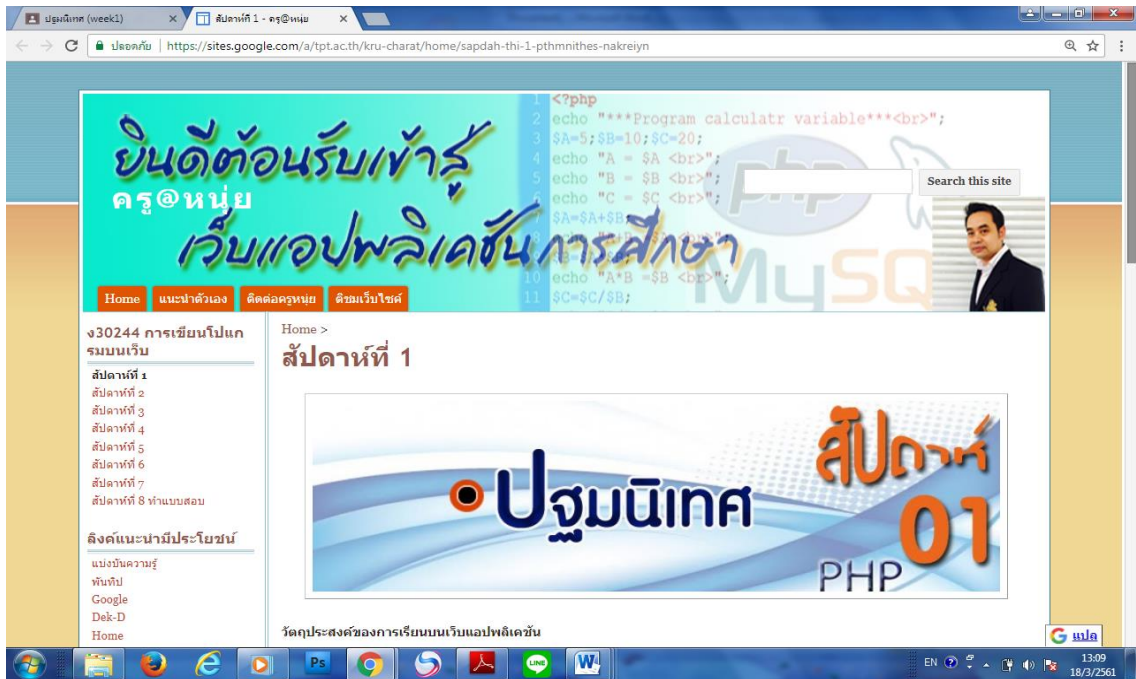 ปฐมนิเทศ (week1)
สัปดาห์ที่ 1 - ครู@หนุ่ย
ปลอดภัย
https://sites.google.com/a/tpt.ac.th/kru-charat/home/sapdah-thi-1-pthmnithes-nakreiyn
ยินดีต้อนรับเข้าสู่
ครู@หนุ่ย
เว็บแอปพลิเคชันการศึกษา
1 <?php
2 echo "***Program calculatr variable***<br>";
3 $A=5;$B=10;$C=20;
4 echo "A = $A <br>";
5 echo "B = $B <br>";
6 echo "C = $C <br>";
$A=$A+$B;
10 echo "A*B =$B <br>";
11 $C=$C/$B;
php
MySQ
Search this site
Home
แนะนำตัวเอง
ติดต่อครูหนุ่ย
ติชมเว็บไซต์
ง30244 การเขียนโปแก
รมบนเว็บ
สัปดาห์ที่ 1
สัปดาห์ที่ 2
สัปดาห์ที่ 3
สัปดาห์ที่ 4
สัปดาห์ที่ 5
สัปดาห์ที่ 6
สัปดาห์ที่ 7
สัปดาห์ที่ 8 ทำแบบสอบ
ลิงค์แนะนำมีประโยชน์
แบ่งปันความรู้
พันทิป
Google
Dek-D
Home
Home >
สัปดาห์ที่ 1
ปฐมนิเทศ
สัปดาห์
01
PHP
วัตถุประสงค์ของการเรียนบนเว็บแอปพลิเคชัน
แปล
Ps
LINE
W
EN
13:09
18/3/2561